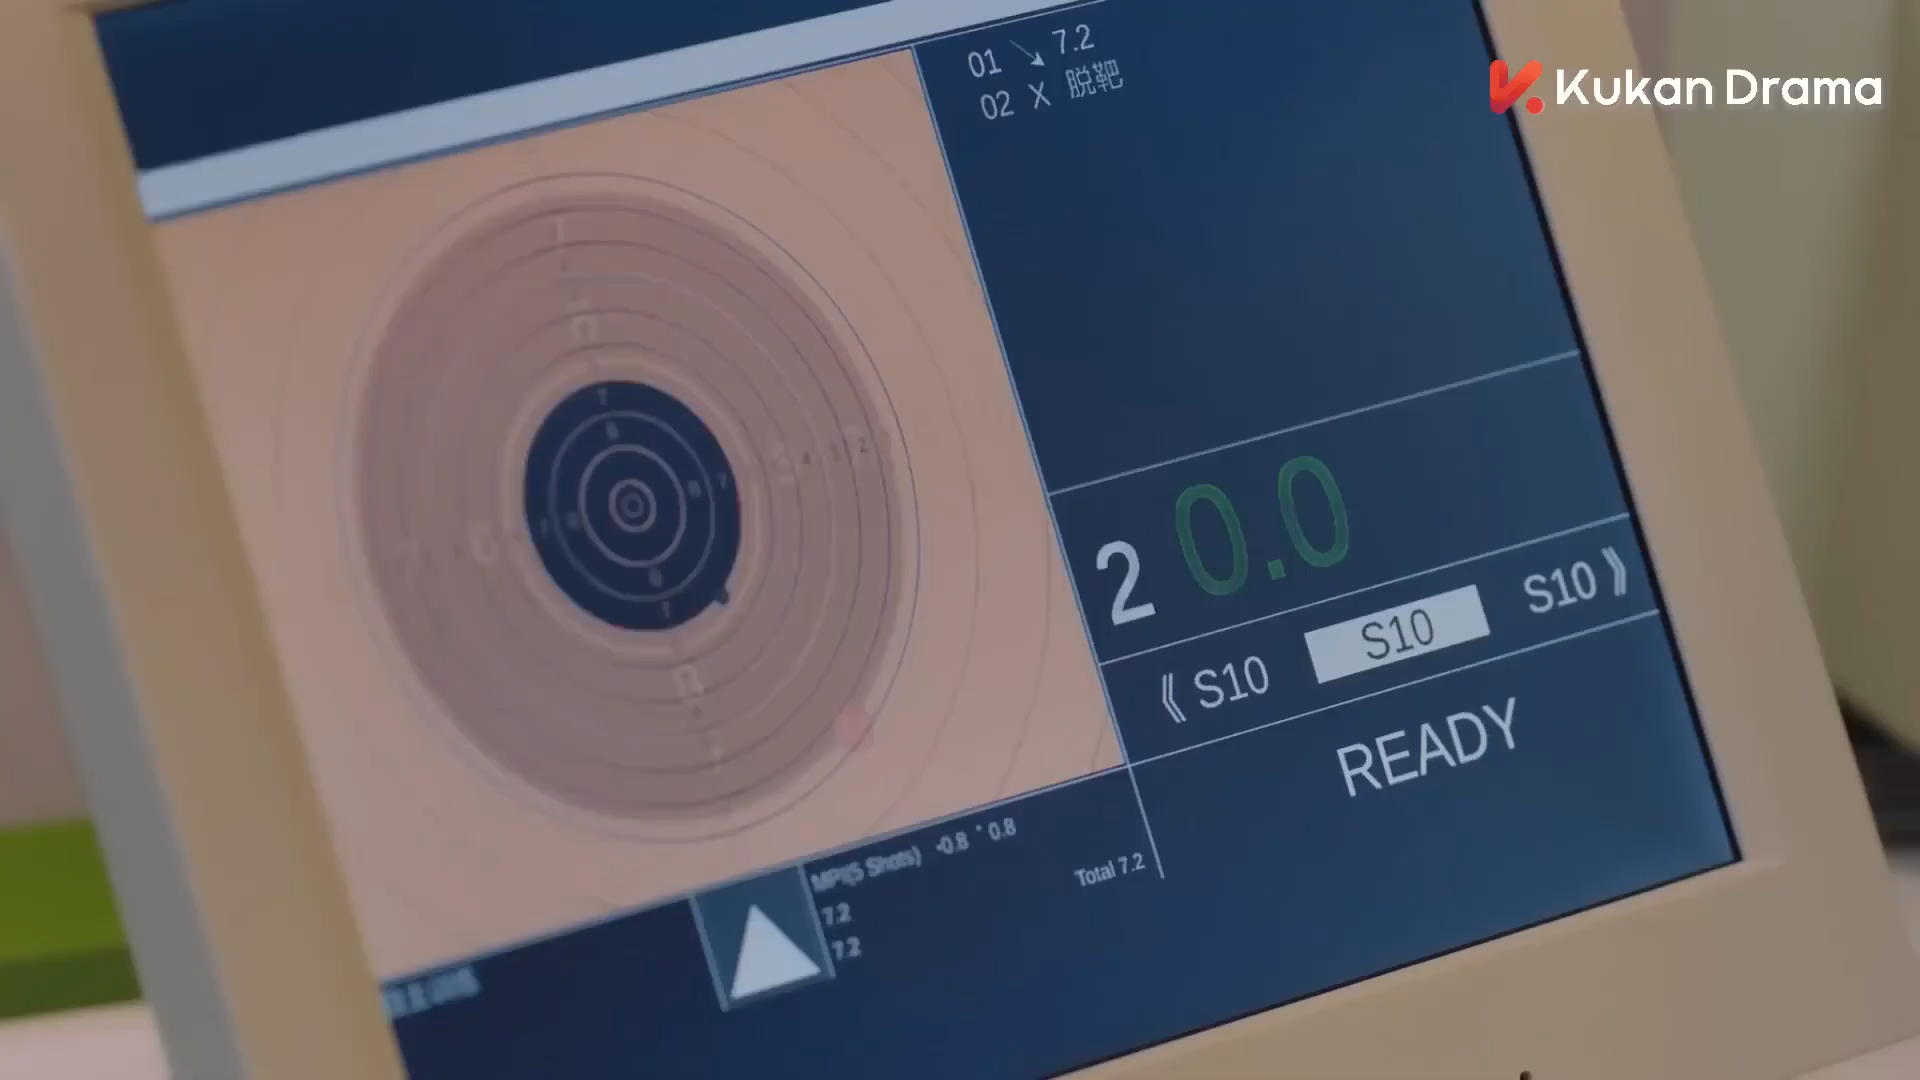 Kukan Drama
01 ↘ 7.2
02 X 脱靶
2 0.0
《 S10 S10 S10 》
READY
MPI(5 Shots) -0.8 * 0.8
7.2
7.2
Total 7.2